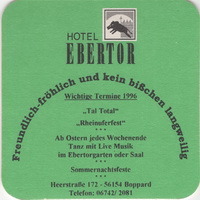 HOTEL
EBERTOR
Freundlich-fröhlich und kein bißchen langweilig
Wichtige Termine 1996
„Tal Total"
„Rheinuferfest"
***
Ab Ostern jedes Wochenende
Tanz mit Live Musik
im Ebertorgarten oder Saal
***
Sommernachtsfeste
***
Heerstraße 172 - 56154 Boppard
Telefon: 06742/ 2081